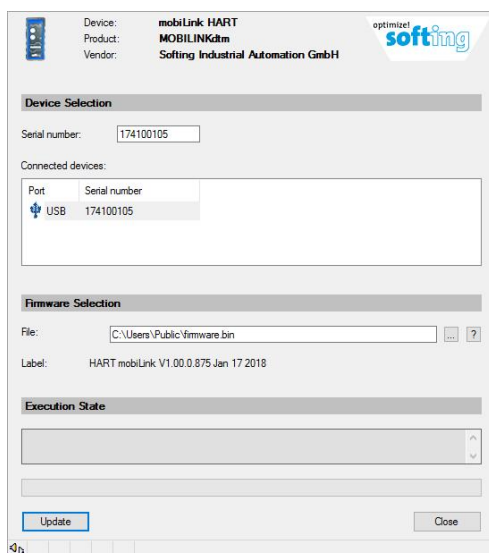 Device: mobiLink HART
Product: MOBILINKdtm
Vendor: Softing Industrial Automation GmbH
optimize!
softing
Device Selection
Serial number: 174100105
Connected devices:
Port Serial number
USB 174100105
Firmware Selection
File: C:\Users\Public\firmware.bin ... ?
Label: HART mobiLink V1.00.0.875 Jan 17 2018
Execution State
Update Close